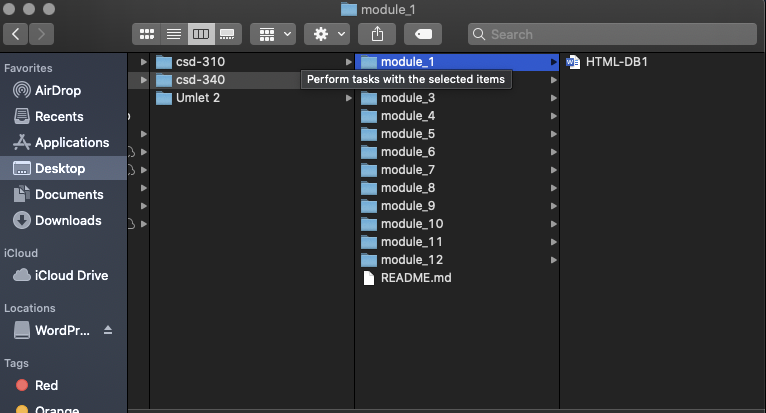 module_1
Search
Favorites
AirDrop
Recents
Applications
Desktop
Documents
Downloads
iCloud
iCloud Drive
Locations
WordPr...
Tags
Red
Orange
csd-310
csd-340
Umlet 2
module_1
Perform tasks with the selected items
module_3
module_4
module_5
module_6
module_7
module_8
module_9
module_10
module_11
module_12
README.md
HTML-DB1